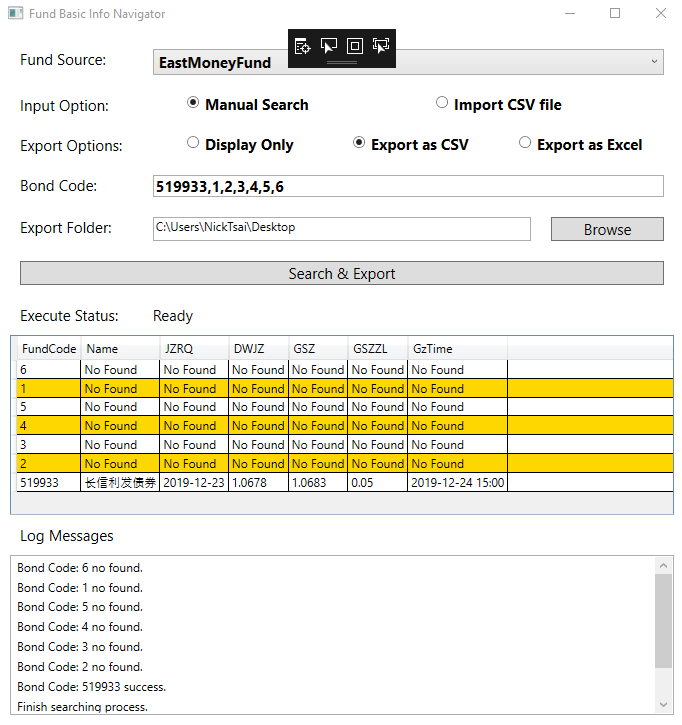 Fund Basic Info Navigator
Fund Source: EastMoneyFund
Input Option: Manual Search Import CSV file
Export Options: Display Only Export as CSV Export as Excel
Bond Code: 519933,1,2,3,4,5,6
Export Folder: C:\Users\NickTsai\Desktop Browse
Search & Export
Execute Status: Ready
FundCode Name JZRQ DWJZ GSZ GSZZL GzTime
6 No Found No Found No Found No Found No Found No Found
1 No Found No Found No Found No Found No Found No Found
5 No Found No Found No Found No Found No Found No Found
4 No Found No Found No Found No Found No Found No Found
3 No Found No Found No Found No Found No Found No Found
2 No Found No Found No Found No Found No Found No Found
519933 长信利发债券 2019-12-23 1.0678 1.0683 0.05 2019-12-24 15:00
Log Messages
Bond Code: 6 no found.
Bond Code: 1 no found.
Bond Code: 5 no found.
Bond Code: 4 no found.
Bond Code: 3 no found.
Bond Code: 2 no found.
Bond Code: 519933 success.
Finish searching process.